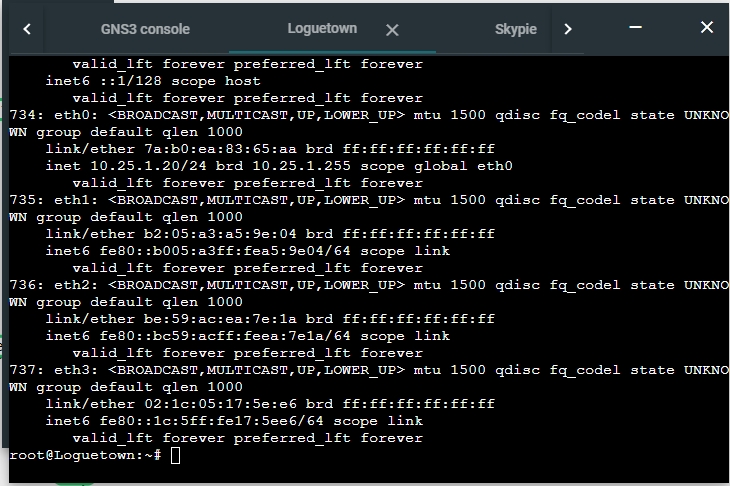 GNS3 console
Loguetown
Skypie
valid_lft forever preferred_lft forever
inet6 ::1/128 scope host
valid_lft forever preferred_lft forever
734: eth0: <BROADCAST,MULTICAST,UP,LOWER_UP> mtu 1500 qdisc fq_codel state UNKNO
WN group default qlen 1000
link/ether 7a:b0:ea:83:65:aa brd ff:ff:ff:ff:ff:ff
inet 10.25.1.20/24 brd 10.25.1.255 scope global eth0
valid_lft forever preferred_lft forever
735: eth1: <BROADCAST,MULTICAST,UP,LOWER_UP> mtu 1500 qdisc fq_codel state UNKNO
WN group default qlen 1000
link/ether b2:05:a3:a5:9e:04 brd ff:ff:ff:ff:ff:ff
inet6 fe80::b005:a3ff:fea5:9e04/64 scope link
valid_lft forever preferred_lft forever
736: eth2: <BROADCAST,MULTICAST,UP,LOWER_UP> mtu 1500 qdisc fq_codel state UNKNO
WN group default qlen 1000
link/ether be:59:ac:ea:7e:1a brd ff:ff:ff:ff:ff:ff
inet6 fe80::bc59:acff:feea:7e1a/64 scope link
valid_lft forever preferred_lft forever
737: eth3: <BROADCAST,MULTICAST,UP,LOWER_UP> mtu 1500 qdisc fq_codel state UNKNO
WN group default qlen 1000
link/ether 02:1c:05:17:5e:e6 brd ff:ff:ff:ff:ff:ff
inet6 fe80::1c:5ff:fe17:5ee6/64 scope link
valid_lft forever preferred_lft forever
root@Loguetown:~#